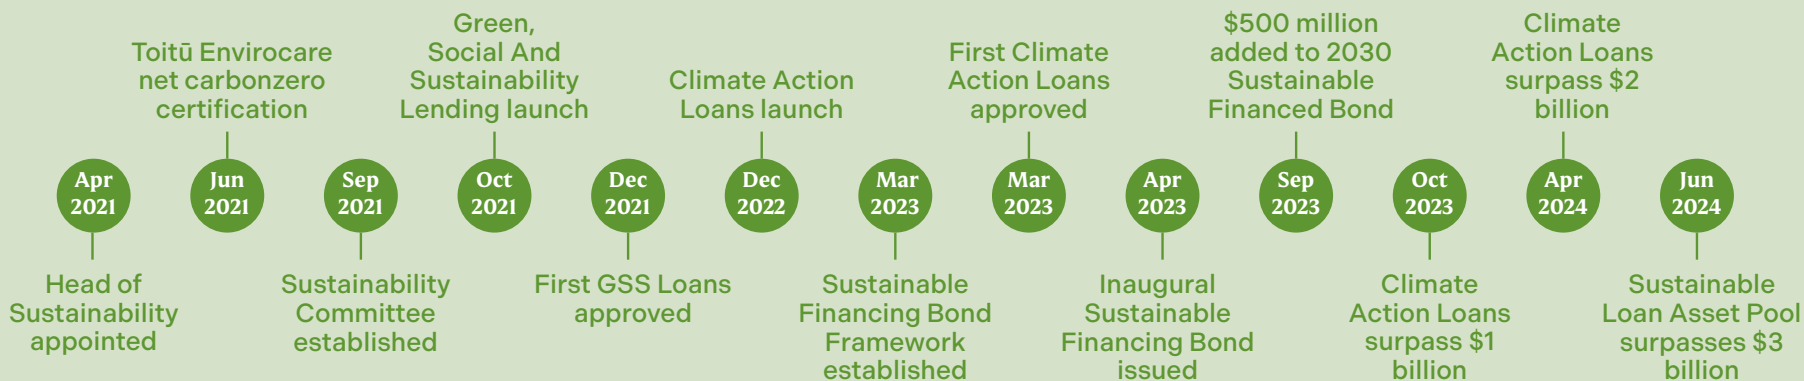 Apr
2021
Head of
Sustainability
appointed
Toitū Envirocare
net carbonzero
certification
Jun
2021
Sep
2021
Sustainability
Committee
established
Green,
Social And
Sustainability
Lending launch
Oct
2021
Dec
2021
First GSS Loans
approved
Climate Action
Loans launch
Dec
2022
Mar
2023
Sustainable
Financing Bond
Framework
established
First Climate
Action Loans
approved
Mar
2023
Apr
2023
Inaugural
Sustainable
Financing Bond
issued
$500 million
added to 2030
Sustainable
Financed Bond
Sep
2023
Oct
2023
Climate
Action Loans
surpass $1
billion
Climate
Action Loans
surpass $2
billion
Apr
2024
Jun
2024
Sustainable
Loan Asset Pool
surpasses $3
billion